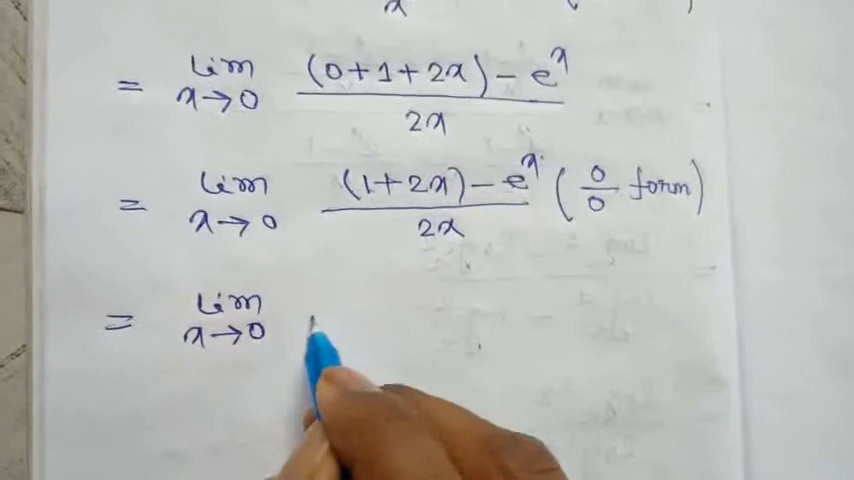 x
= lim x→0 ((0+1+2x) - e^x) / 2x
= lim x→0 ((1+2x) - e^x) / 2x (0/0 form)
= lim x→0